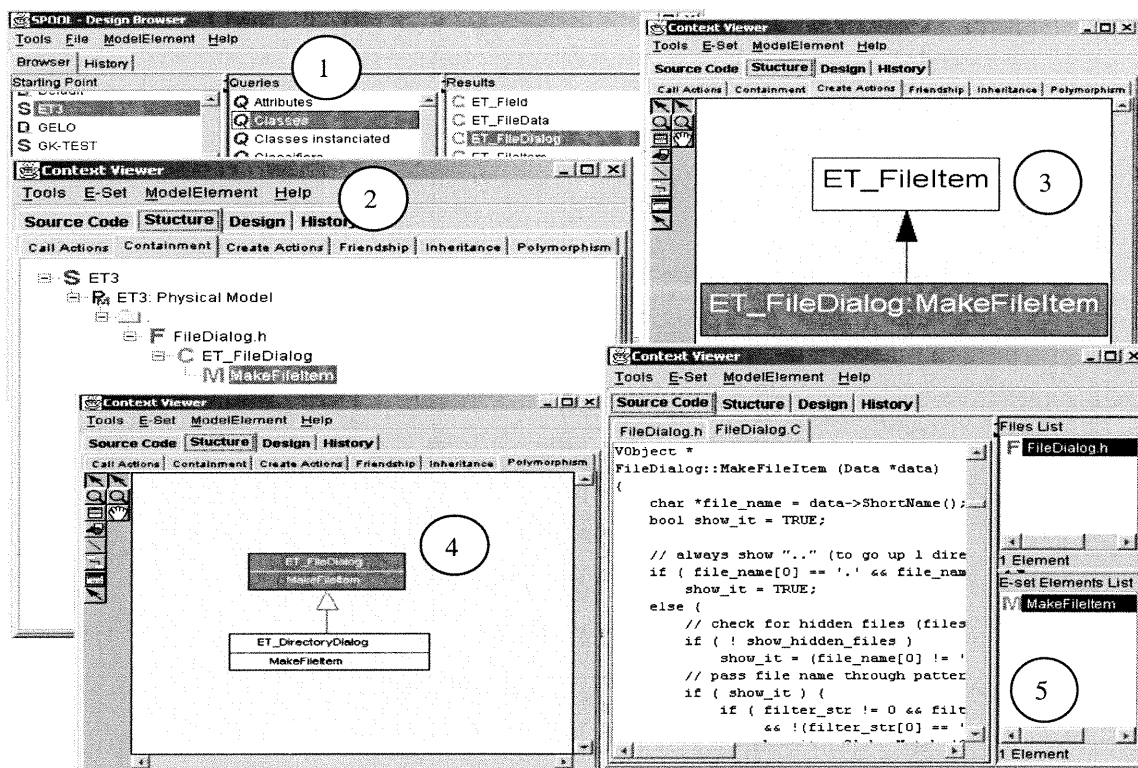 SPOOL - Design Browser
Tools File ModelElement Help
Browser History
1
Starting Point
Queries
Results
S ET3
D GELO
S GK-TEST
Q Attributes
Q Classes
Q Classes instanciated
C ET_Field
C ET_FileData
C ET_FileDialog
C ET_FileItem
Context Viewer
Tools E-Set ModelElement Help
2
Source Code Stucture Design History
Call Actions Containment Create Actions Friendship Inheritance Polymorphism
S ET3
ET3: Physical Model
F FileDialog.h
C ET_FileDialog
M MakeFileItem
Context Viewer
Tools E-Set ModelElement Help
Source Code Stucture Design History
Call Actions Containment Create Actions Friendship Inheritance Polymorphism
ET_FileItem
3
ET_FileDialog:MakeFileItem
Context Viewer
Tools E-Set ModelElement Help
Source Code Stucture Design History
Call Actions Containment Create Actions Friendship Inheritance Polymorphism
4
ET_FileDialog
MakeFileItem
ET_DirectoryDialog
MakeFileItem
Context Viewer
Tools E-Set ModelElement Help
Source Code Stucture Design History
FileDialog.h FileDialog.C
VObject *
FileDialog::MakeFileItem (Data *data)
{
char *file_name = data->ShortName();
bool show_it = TRUE;
// always show ".." (to go up 1 dire
if ( file_name[0] == '.' && file_nam
show_it = TRUE;
else {
// check for hidden files (files
if ( ! show_hidden_files )
show_it = (file_name[0] != '
// pass file name through patter
if ( show_it ) {
if ( filter_str != 0 && filt
&& !(filter_str[0] == '
Files List
F FileDialog.h
1 Element
E-set Elements List
M MakeFileItem
5
1 Element